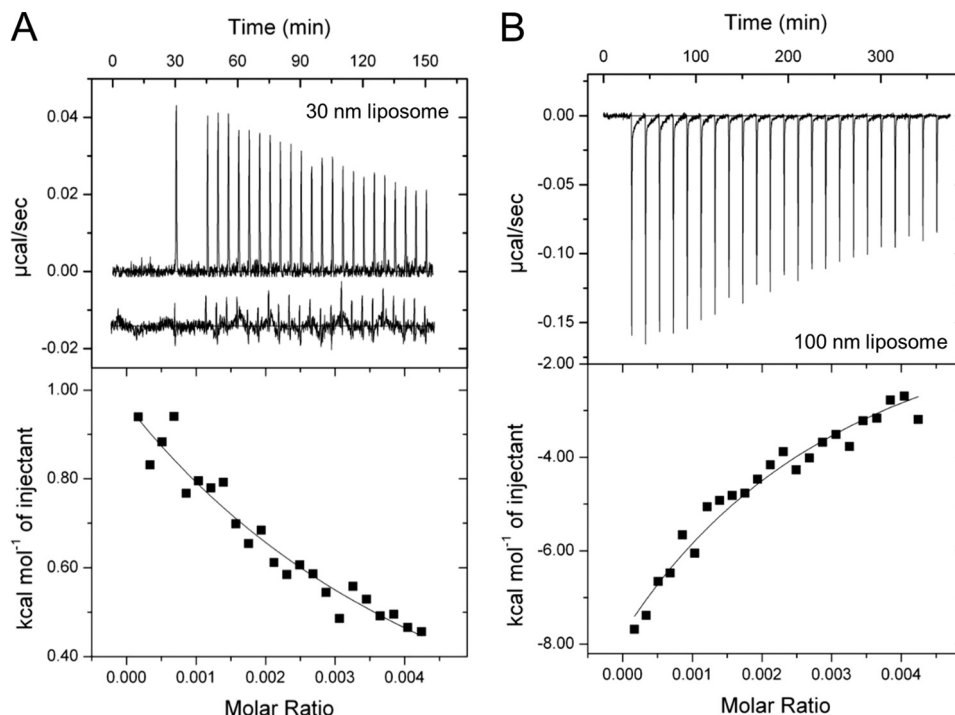 A
Time (min)
0 30 60 90 120 150
30 nm liposome
0.04
0.02
0.00
-0.02
µcal/sec
1.00
0.80
0.60
0.40
kcal mol⁻¹ of injectant
0.000 0.001 0.002 0.003 0.004
Molar Ratio
B
Time (min)
0 100 200 300
0.00
-0.05
-0.10
-0.15
-2.00
µcal/sec
100 nm liposome
-4.00
-6.00
-8.00
kcal mol⁻¹ of injectant
0.000 0.001 0.002 0.003 0.004
Molar Ratio